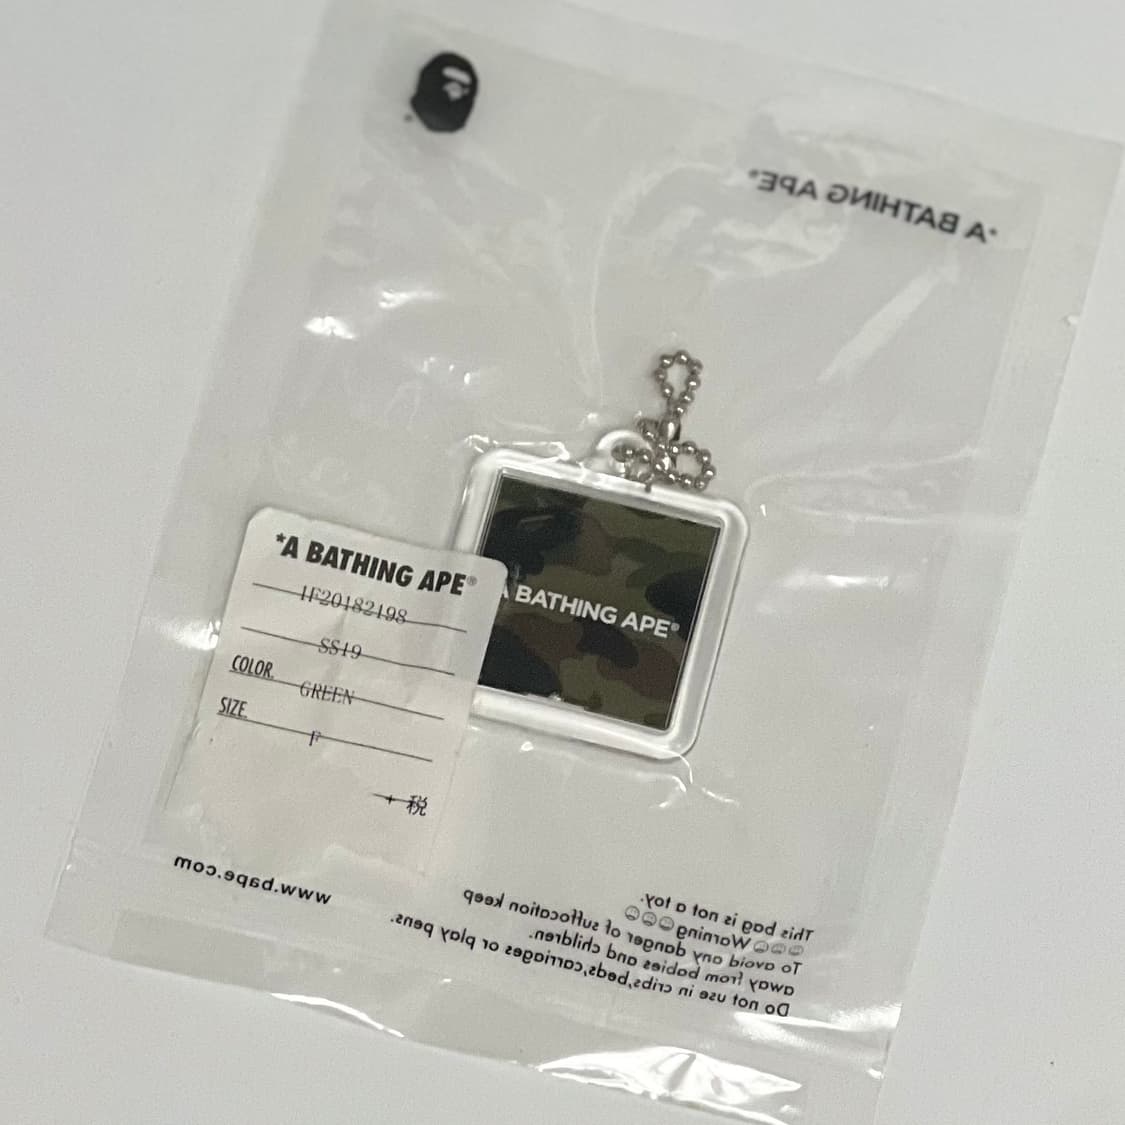 *A BATHING APE®
*A BATHING APE®
1F20182198
SS19
COLOR
GREEN
SIZE
F
+ 税
A BATHING APE®
www.bape.com
This bag is not a toy.
Warning
To avoid any danger of suffocation keep
away from babies and children.
Do not use in cribs,beds,carriages or play pens.